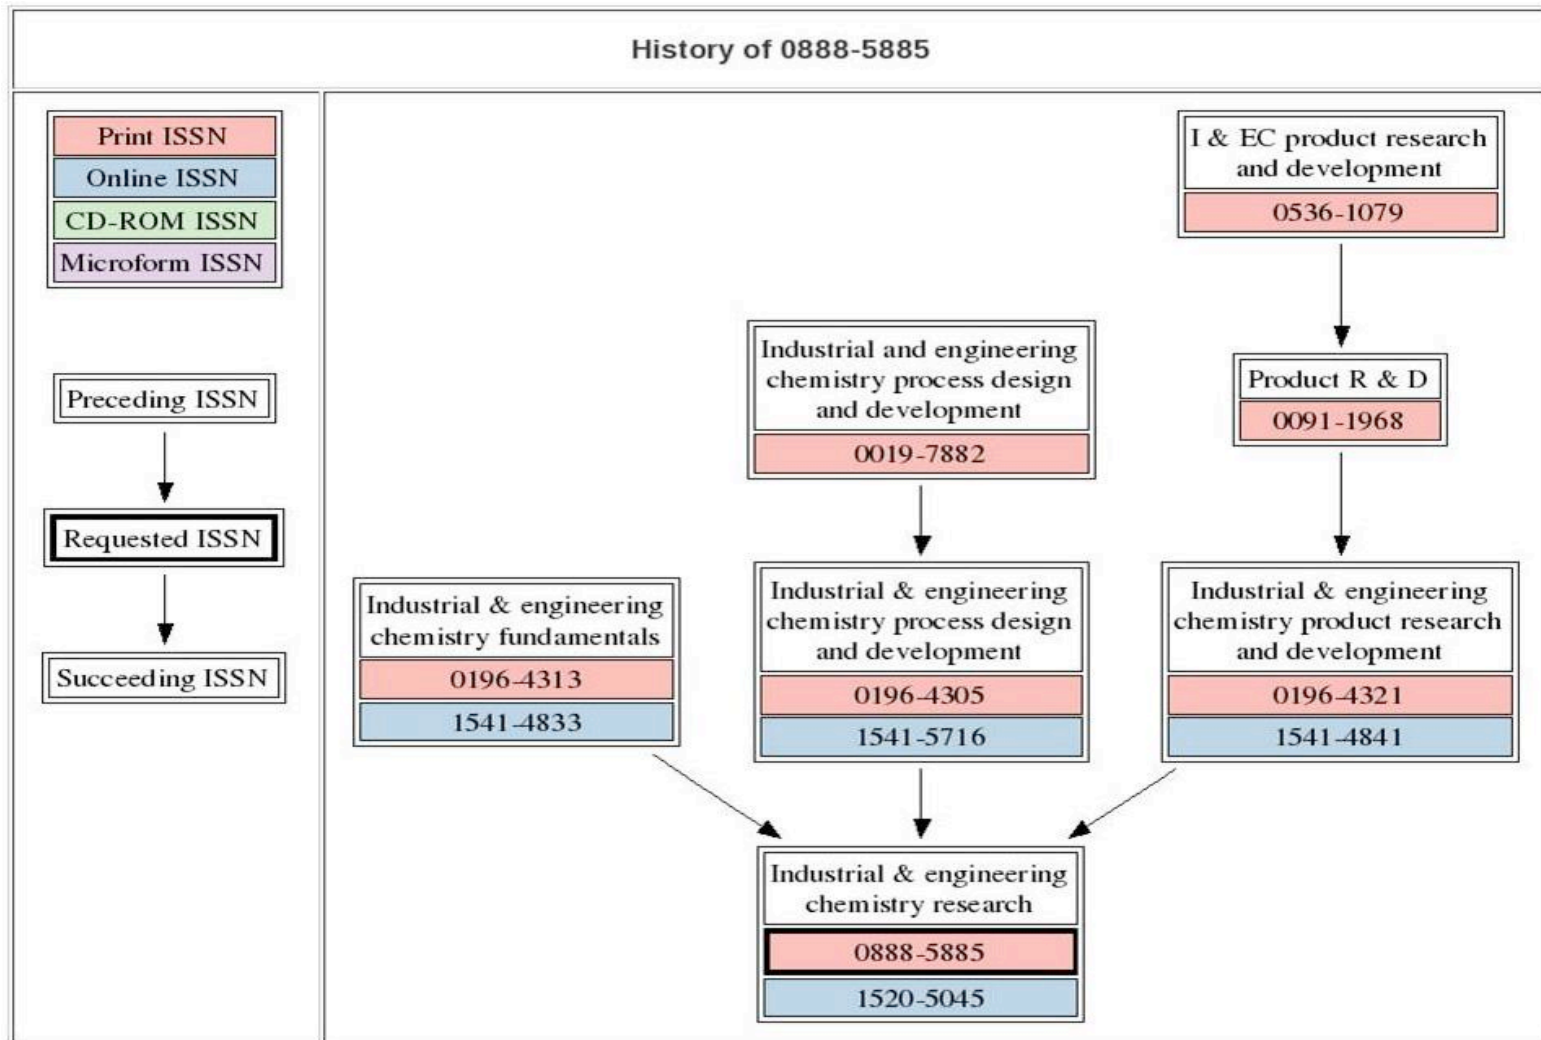 History of 0888-5885
Print ISSN
Online ISSN
CD-ROM ISSN
Microform ISSN
Preceding ISSN
Requested ISSN
Succeeding ISSN
I & EC product research
and development
0536-1079
Industrial and engineering
chemistry process design
and development
0019-7882
Product R & D
0091-1968
Industrial & engineering
chemistry fundamentals
0196-4313
1541-4833
Industrial & engineering
chemistry process design
and development
0196-4305
1541-5716
Industrial & engineering
chemistry product research
and development
0196-4321
1541-4841
Industrial & engineering
chemistry research
0888-5885
1520-5045